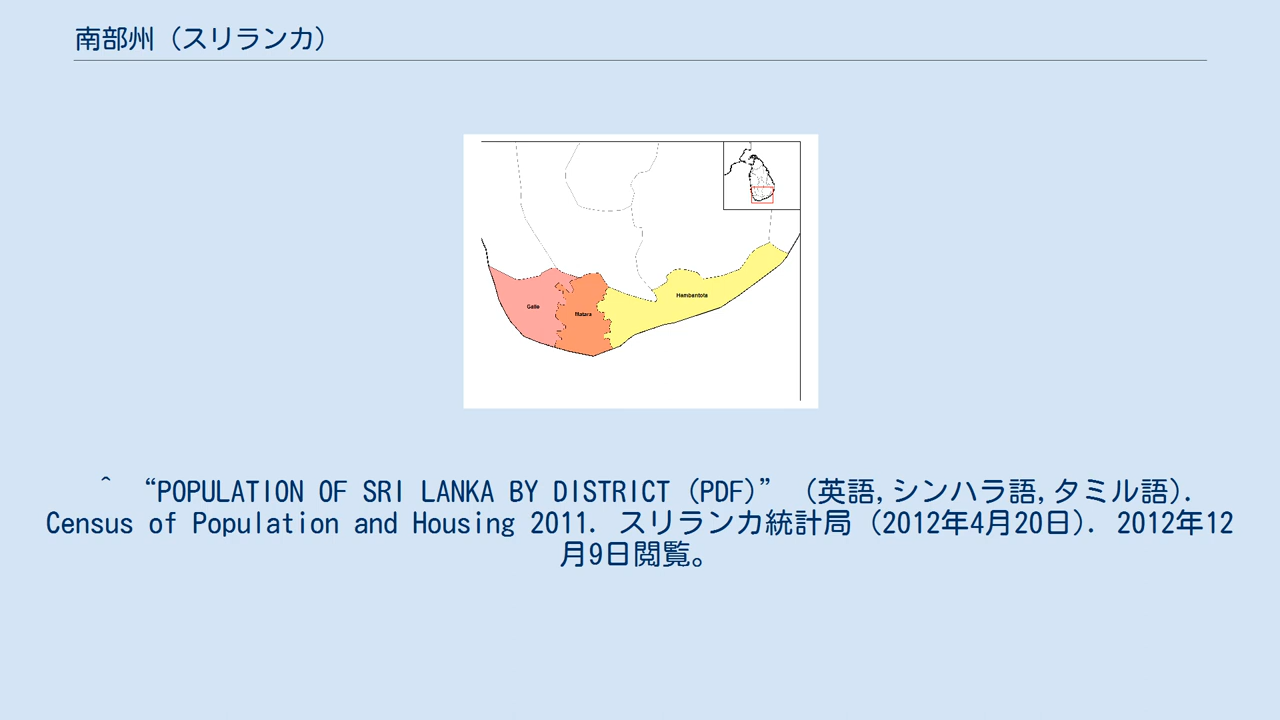 南部州（スリランカ）
Galle
Matara
Hambantota
^ “POPULATION OF SRI LANKA BY DISTRICT (PDF)” (英語,シンハラ語,タミル語).
Census of Population and Housing 2011. スリランカ統計局 (2012年4月20日). 2012年12
月9日閲覧。